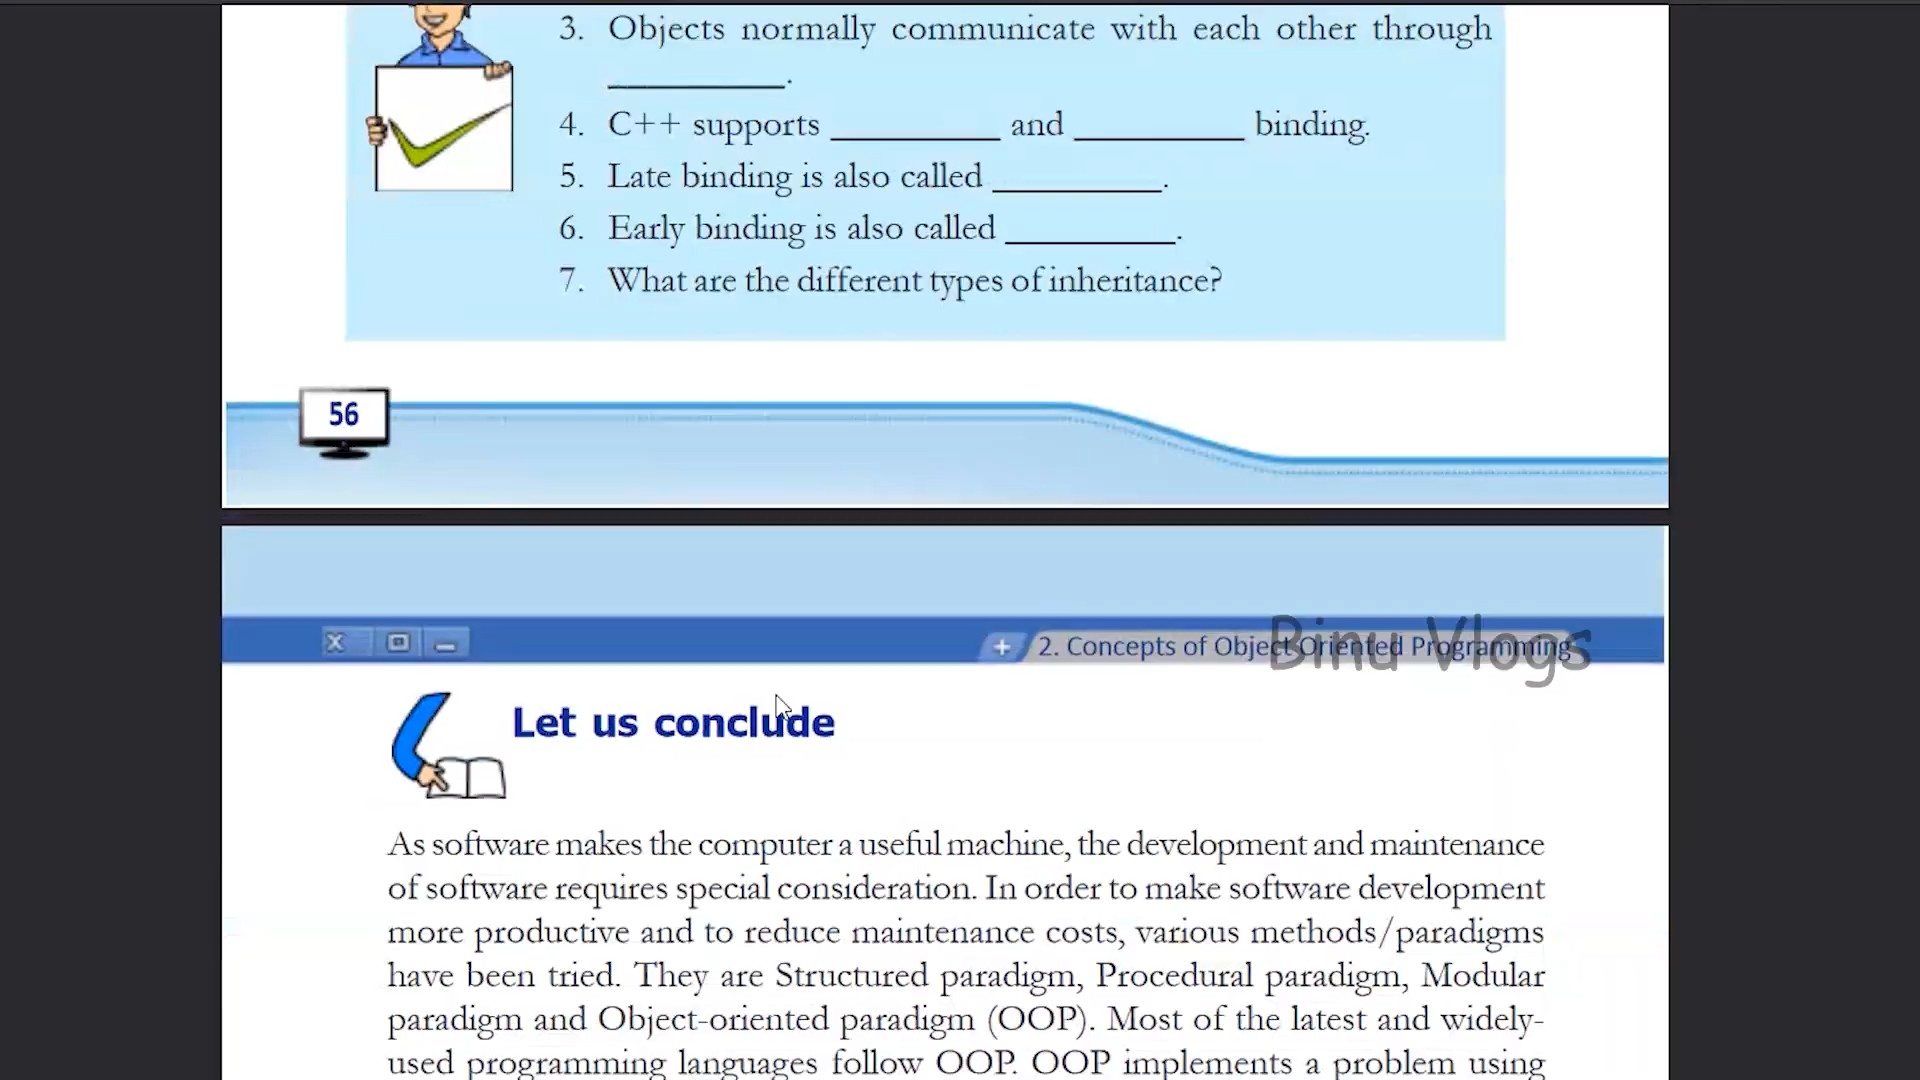 3. Objects normally communicate with each other through
__________.
4. C++ supports __________ and __________ binding.
5. Late binding is also called __________.
6. Early binding is also called __________.
7. What are the different types of inheritance?
56
2. Concepts of Object Oriented Programming
Binu Vlogs
Let us conclude
As software makes the computer a useful machine, the development and maintenance
of software requires special consideration. In order to make software development
more productive and to reduce maintenance costs, various methods/paradigms
have been tried. They are Structured paradigm, Procedural paradigm, Modular
paradigm and Object-oriented paradigm (OOP). Most of the latest and widely-
used programming languages follow OOP. OOP implements a problem using